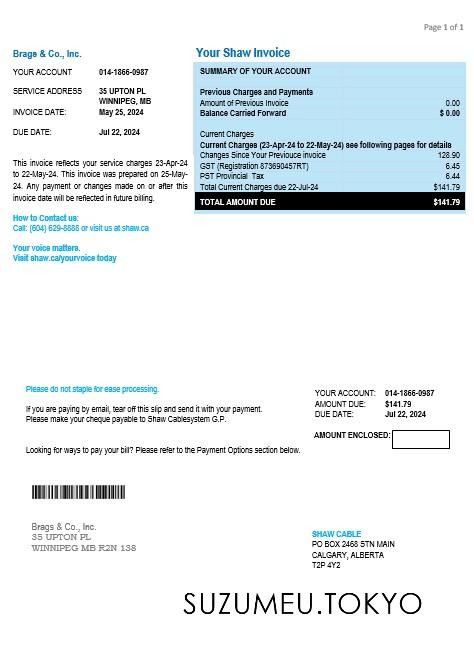 Page 1 of 1
Brags & Co., Inc.
YOUR ACCOUNT 014-1866-0987
SERVICE ADDRESS 35 UPTON PL
WINNIPEG, MB
INVOICE DATE: May 25, 2024
DUE DATE: Jul 22, 2024
This invoice reflects your service charges 23-Apr-24
to 22-May-24. This invoice was prepared on 25-May-
24. Any payment or changes made on or after this
invoice date will be reflected in future billing.
How to Contact us:
Call: (604) 629-8888 or visit us at shaw.ca
Your voice matters.
Visit shaw.ca/yourvoice today
Your Shaw Invoice
SUMMARY OF YOUR ACCOUNT
Previous Charges and Payments
Amount of Previous Invoice 0.00
Balance Carried Forward $ 0.00
Current Charges
Current Charges (23-Apr-24 to 22-May-24) see following pages for details
Changes Since Your Previouce invoice 128.90
GST (Registration 873690457RT) 6.45
PST Provincial Tax 6.44
Total Current Charges due 22-Jul-24 $141.79
TOTAL AMOUNT DUE $141.79
Please do not staple for ease processing.
If you are paying by email, tear off this slip and send it with your payment.
Please make your cheque payable to Shaw Cablesystem G.P.
Looking for ways to pay your bill? Please refer to the Payment Options section below.
YOUR ACCOUNT: 014-1866-0987
AMOUNT DUE: $141.79
DUE DATE: Jul 22, 2024
AMOUNT ENCLOSED:
Brags & Co., Inc.
35 UPTON PL
WINNIPEG MB R2N 138
SHAW CABLE
PO BOX 2468 STN MAIN
CALGARY, ALBERTA
T2P 4Y2
SUZUMEU.TOKYO